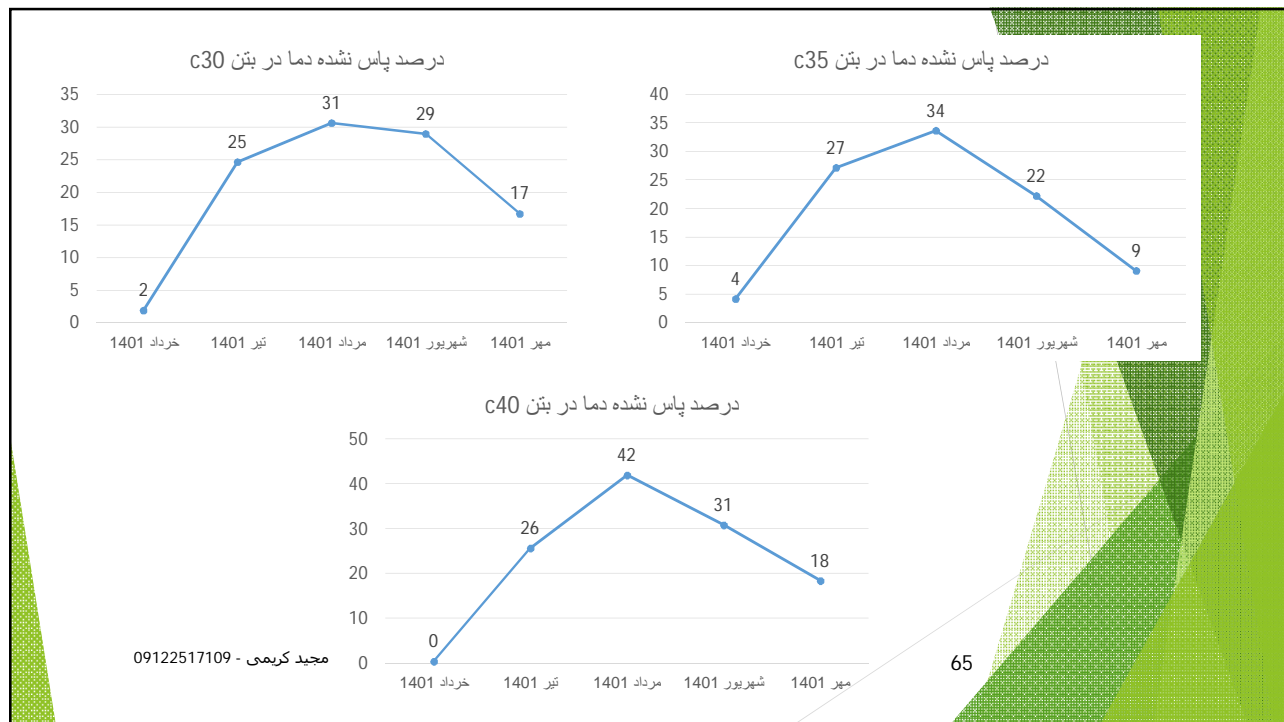 درصد پاس نشده دما در بتن c30
35
30
25
20
15
10
5
0
2
25
31
29
17
خرداد 1401
تیر 1401
مرداد 1401
شهریور 1401
مهر 1401
درصد پاس نشده دما در بتن c35
40
35
30
25
20
15
10
5
0
4
27
34
22
9
خرداد 1401
تیر 1401
مرداد 1401
شهریور 1401
مهر 1401
درصد پاس نشده دما در بتن c40
50
40
30
20
10
0
0
26
42
31
18
خرداد 1401
تیر 1401
مرداد 1401
شهریور 1401
مهر 1401
مجید کریمی - 09122517109
65